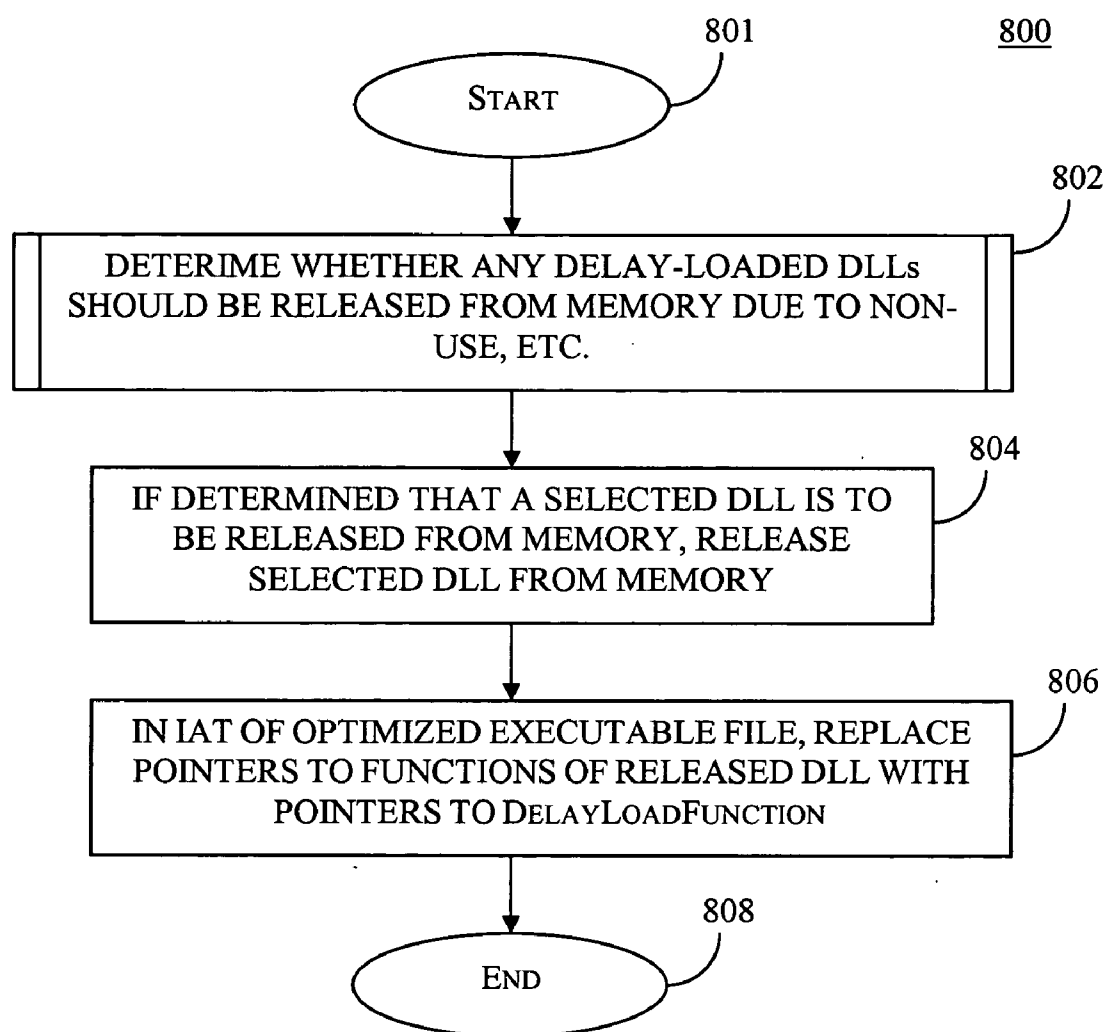 800
801
START
802
DETERIME WHETHER ANY DELAY-LOADED DLLs
SHOULD BE RELEASED FROM MEMORY DUE TO NON-
USE, ETC.
804
IF DETERMINED THAT A SELECTED DLL IS TO
BE RELEASED FROM MEMORY, RELEASE
SELECTED DLL FROM MEMORY
806
IN IAT OF OPTIMIZED EXECUTABLE FILE, REPLACE
POINTERS TO FUNCTIONS OF RELEASED DLL WITH
POINTERS TO DELAYLOADFUNCTION
808
END